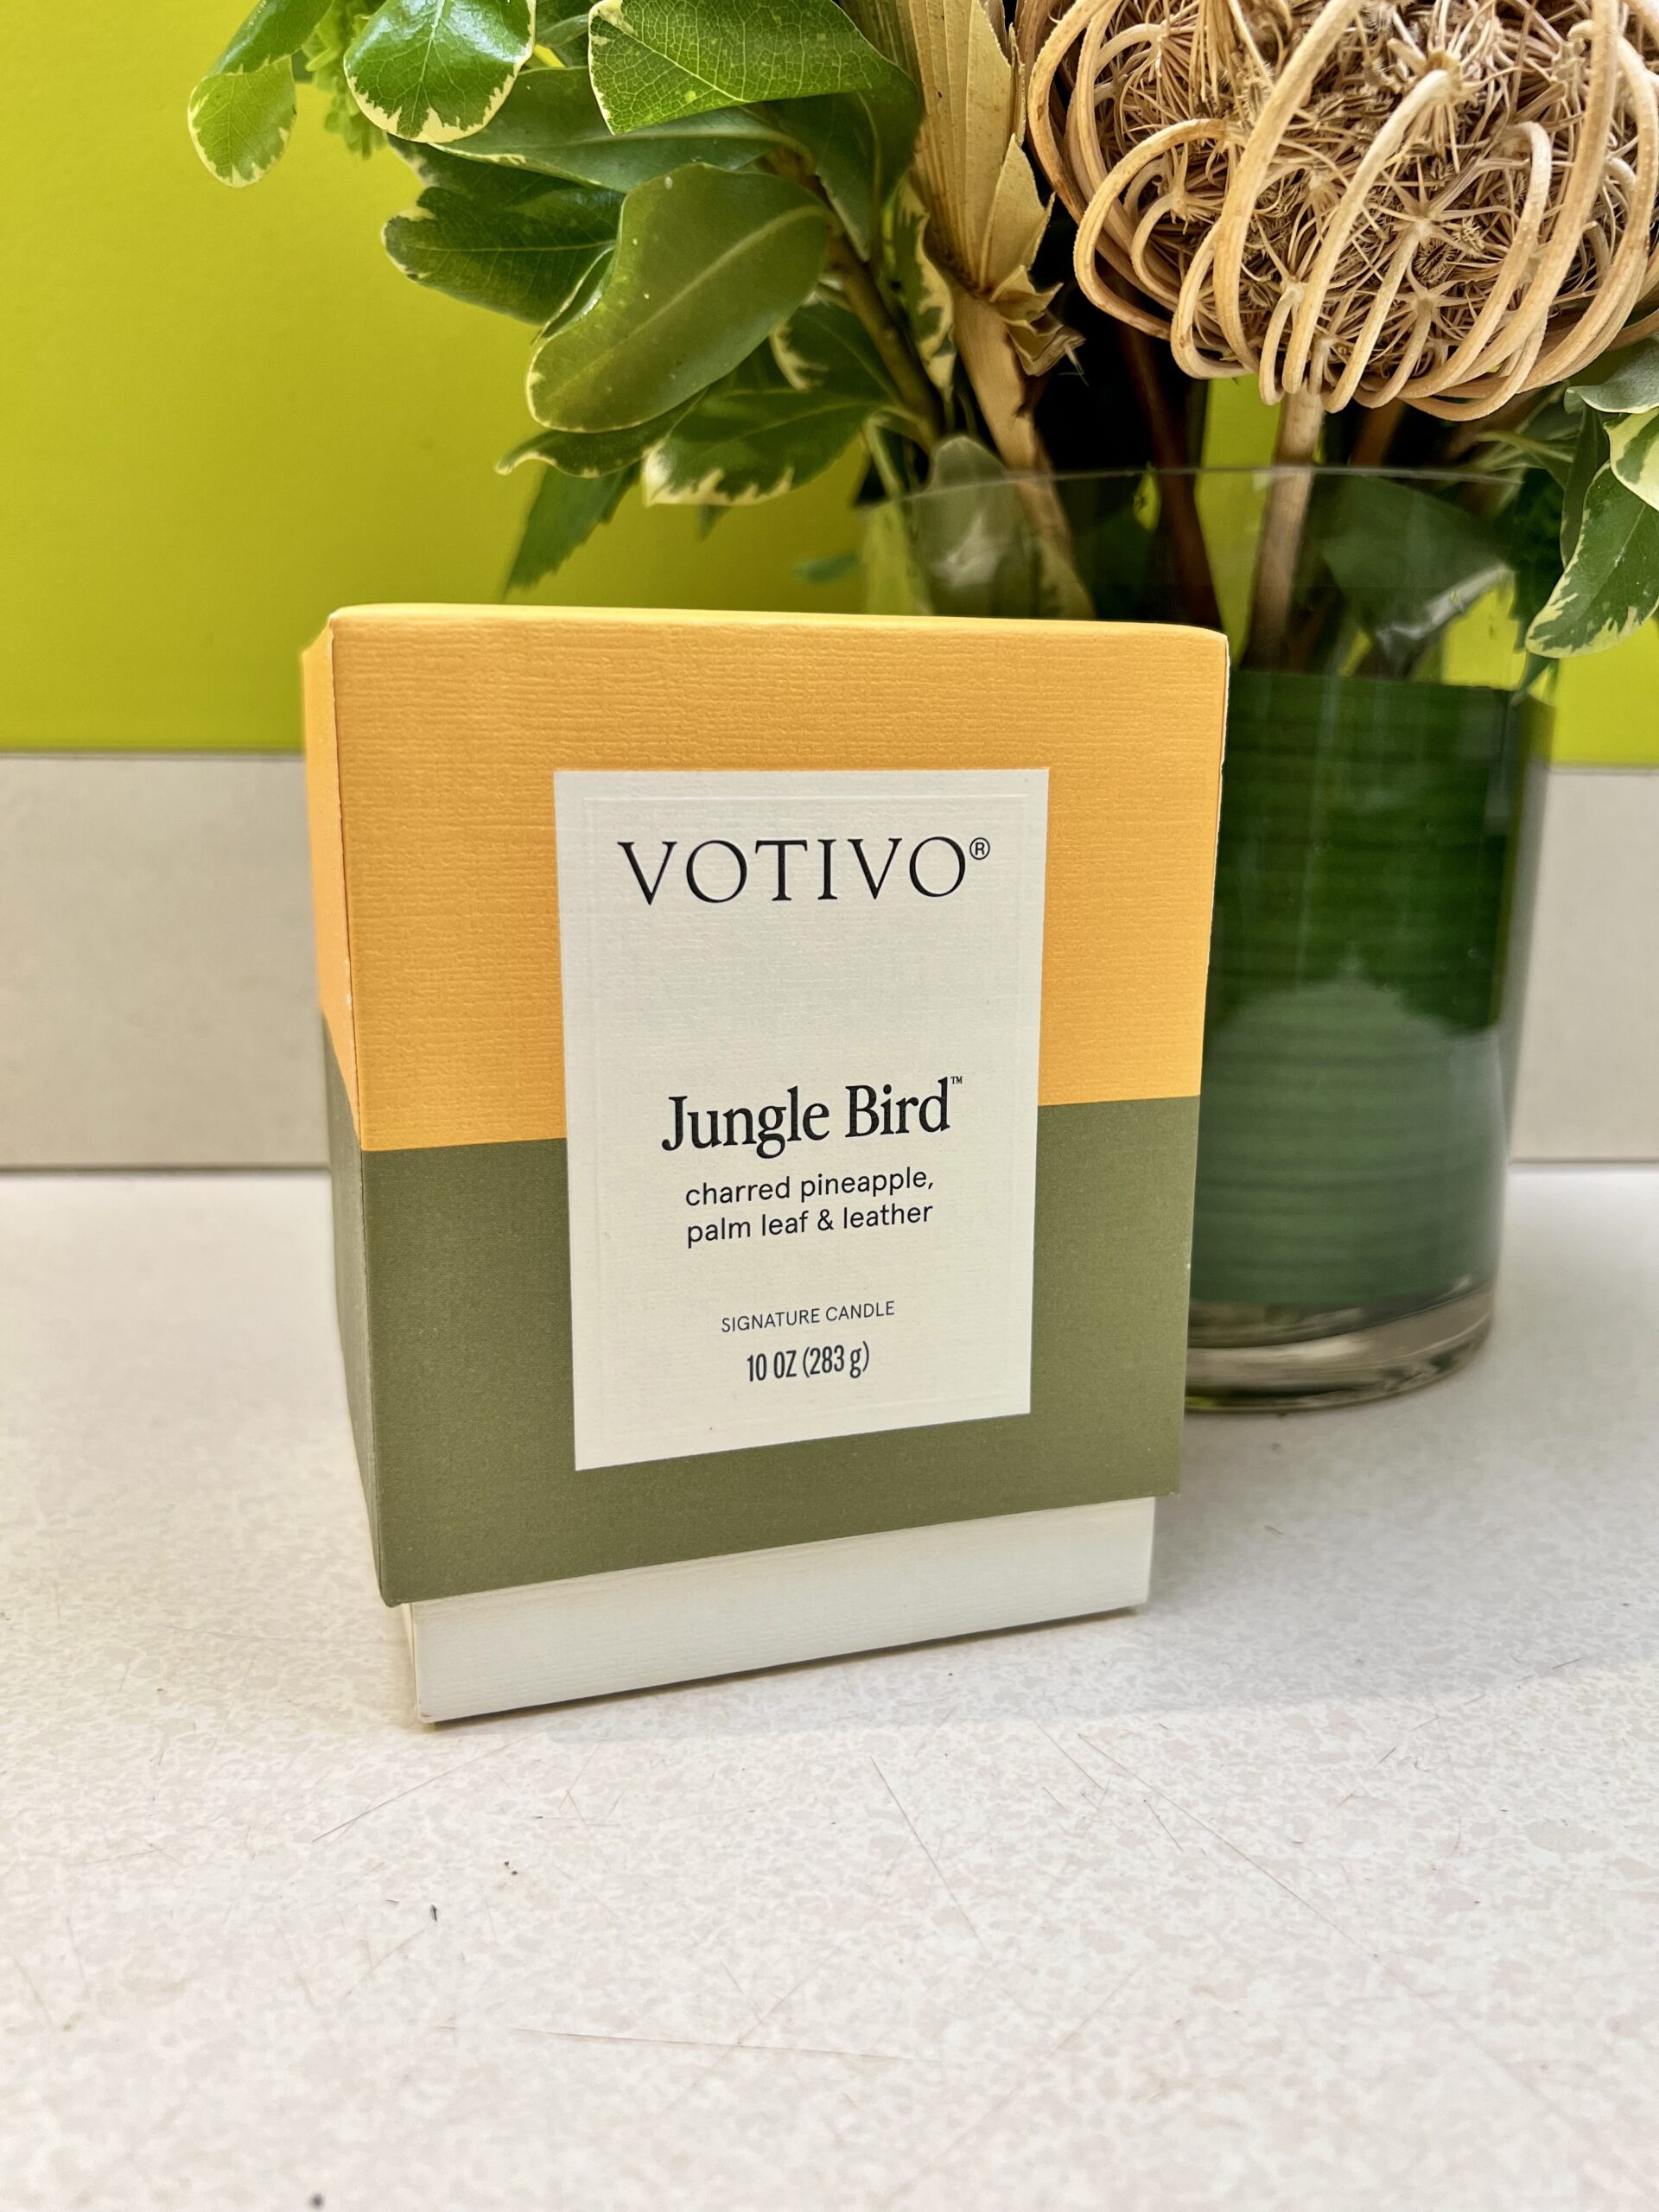 VOTIVO®
Jungle Bird™
charred pineapple,
palm leaf & leather
SIGNATURE CANDLE
10 OZ (283 g)